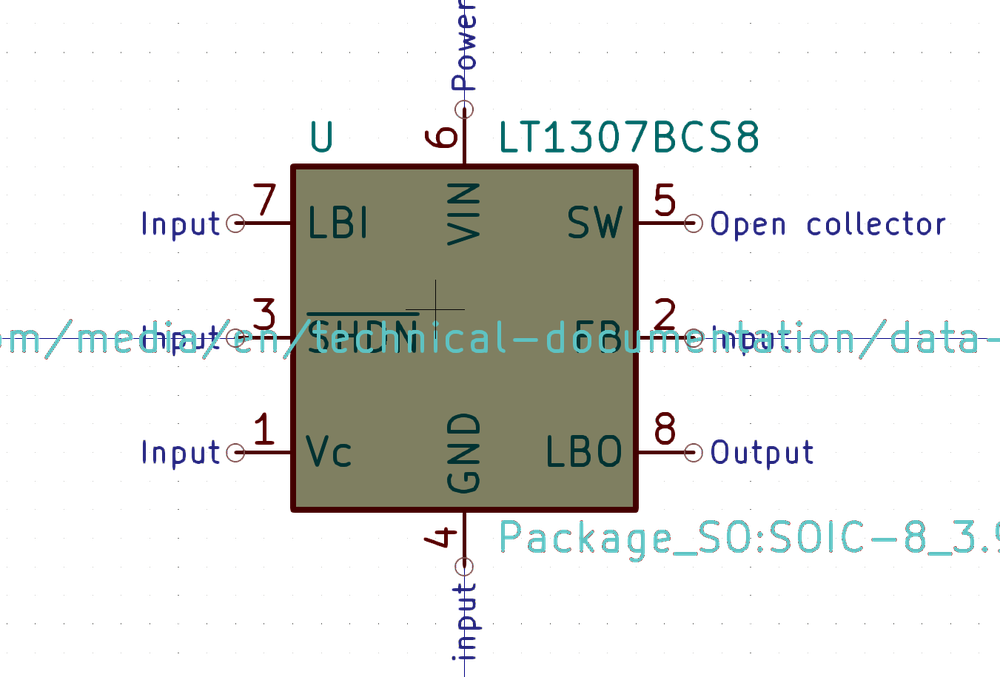 Power
U
6
LT1307BCS8
7
5
Input
LBI
VIN
SW
Open collector
3
2
Input
SHDN
FB
Input
om/media/en/technical-documentation/data-
1
8
Input
Vc
GND
LBO
Output
4
Package_SO:SOIC-8_3.9
input